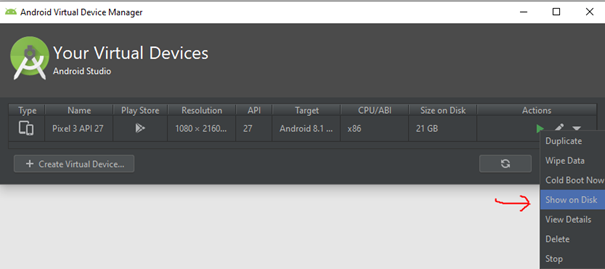 Android Virtual Device Manager
Your Virtual Devices
Android Studio
Type Name Play Store Resolution API Target CPU/ABI Size on Disk Actions
Pixel 3 API 27 1080 × 2160... 27 Android 8.1 ... x86 21 GB
+ Create Virtual Device...
Duplicate
Wipe Data
Cold Boot Now
Show on Disk
View Details
Delete
Stop